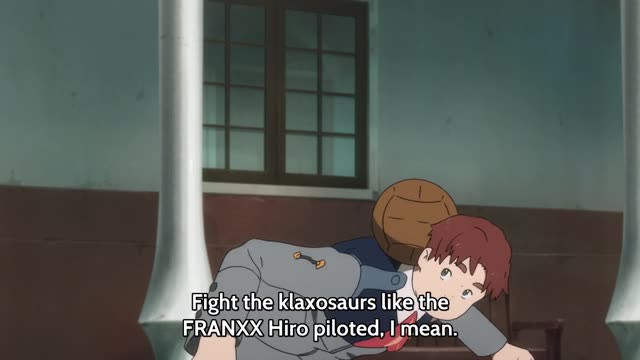 Fight the klaxosaurs like the
FRANXX Hiro piloted, I mean.